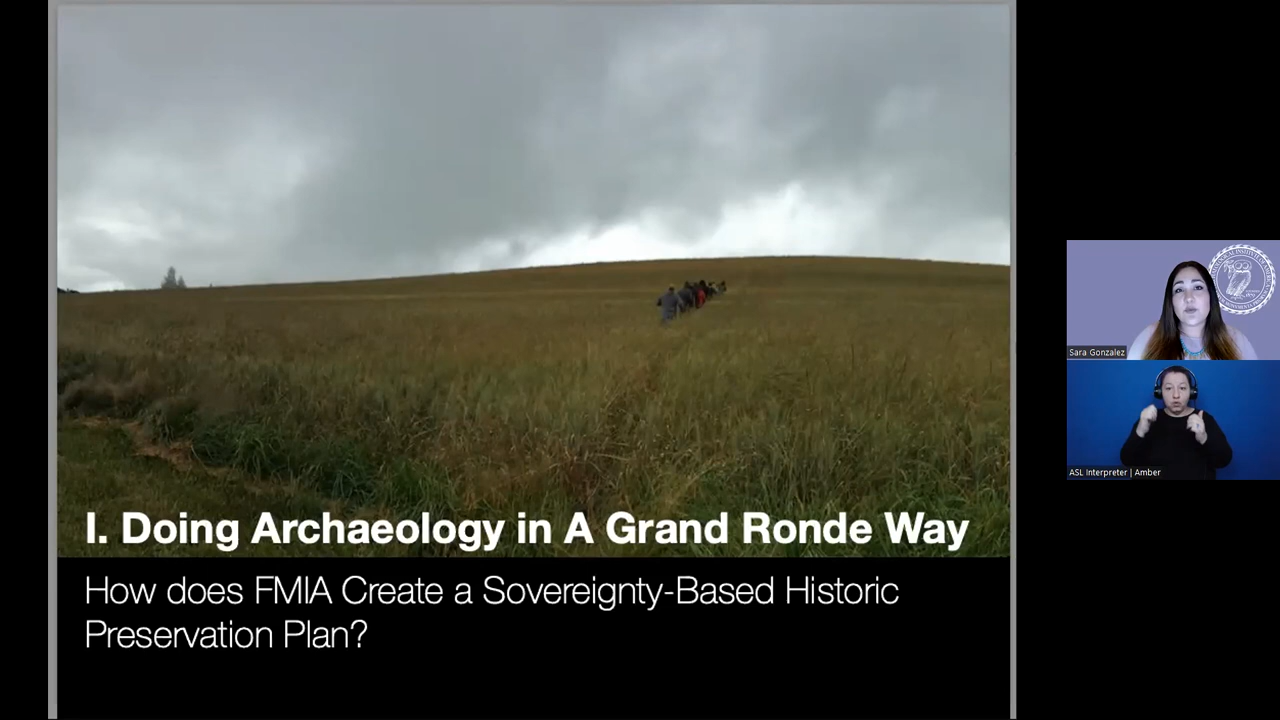 I. Doing Archaeology in A Grand Ronde Way
How does FMIA Create a Sovereignty-Based Historic
Preservation Plan?
Sara Gonzalez
ASL Interpreter | Amber